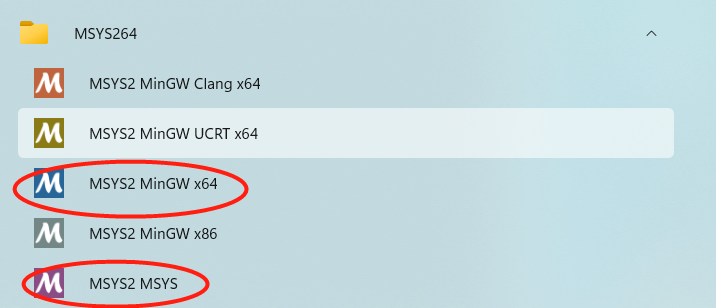 MSYS264
MSYS2 MinGW Clang x64
MSYS2 MinGW UCRT x64
MSYS2 MinGW x64
MSYS2 MinGW x86
MSYS2 MSYS